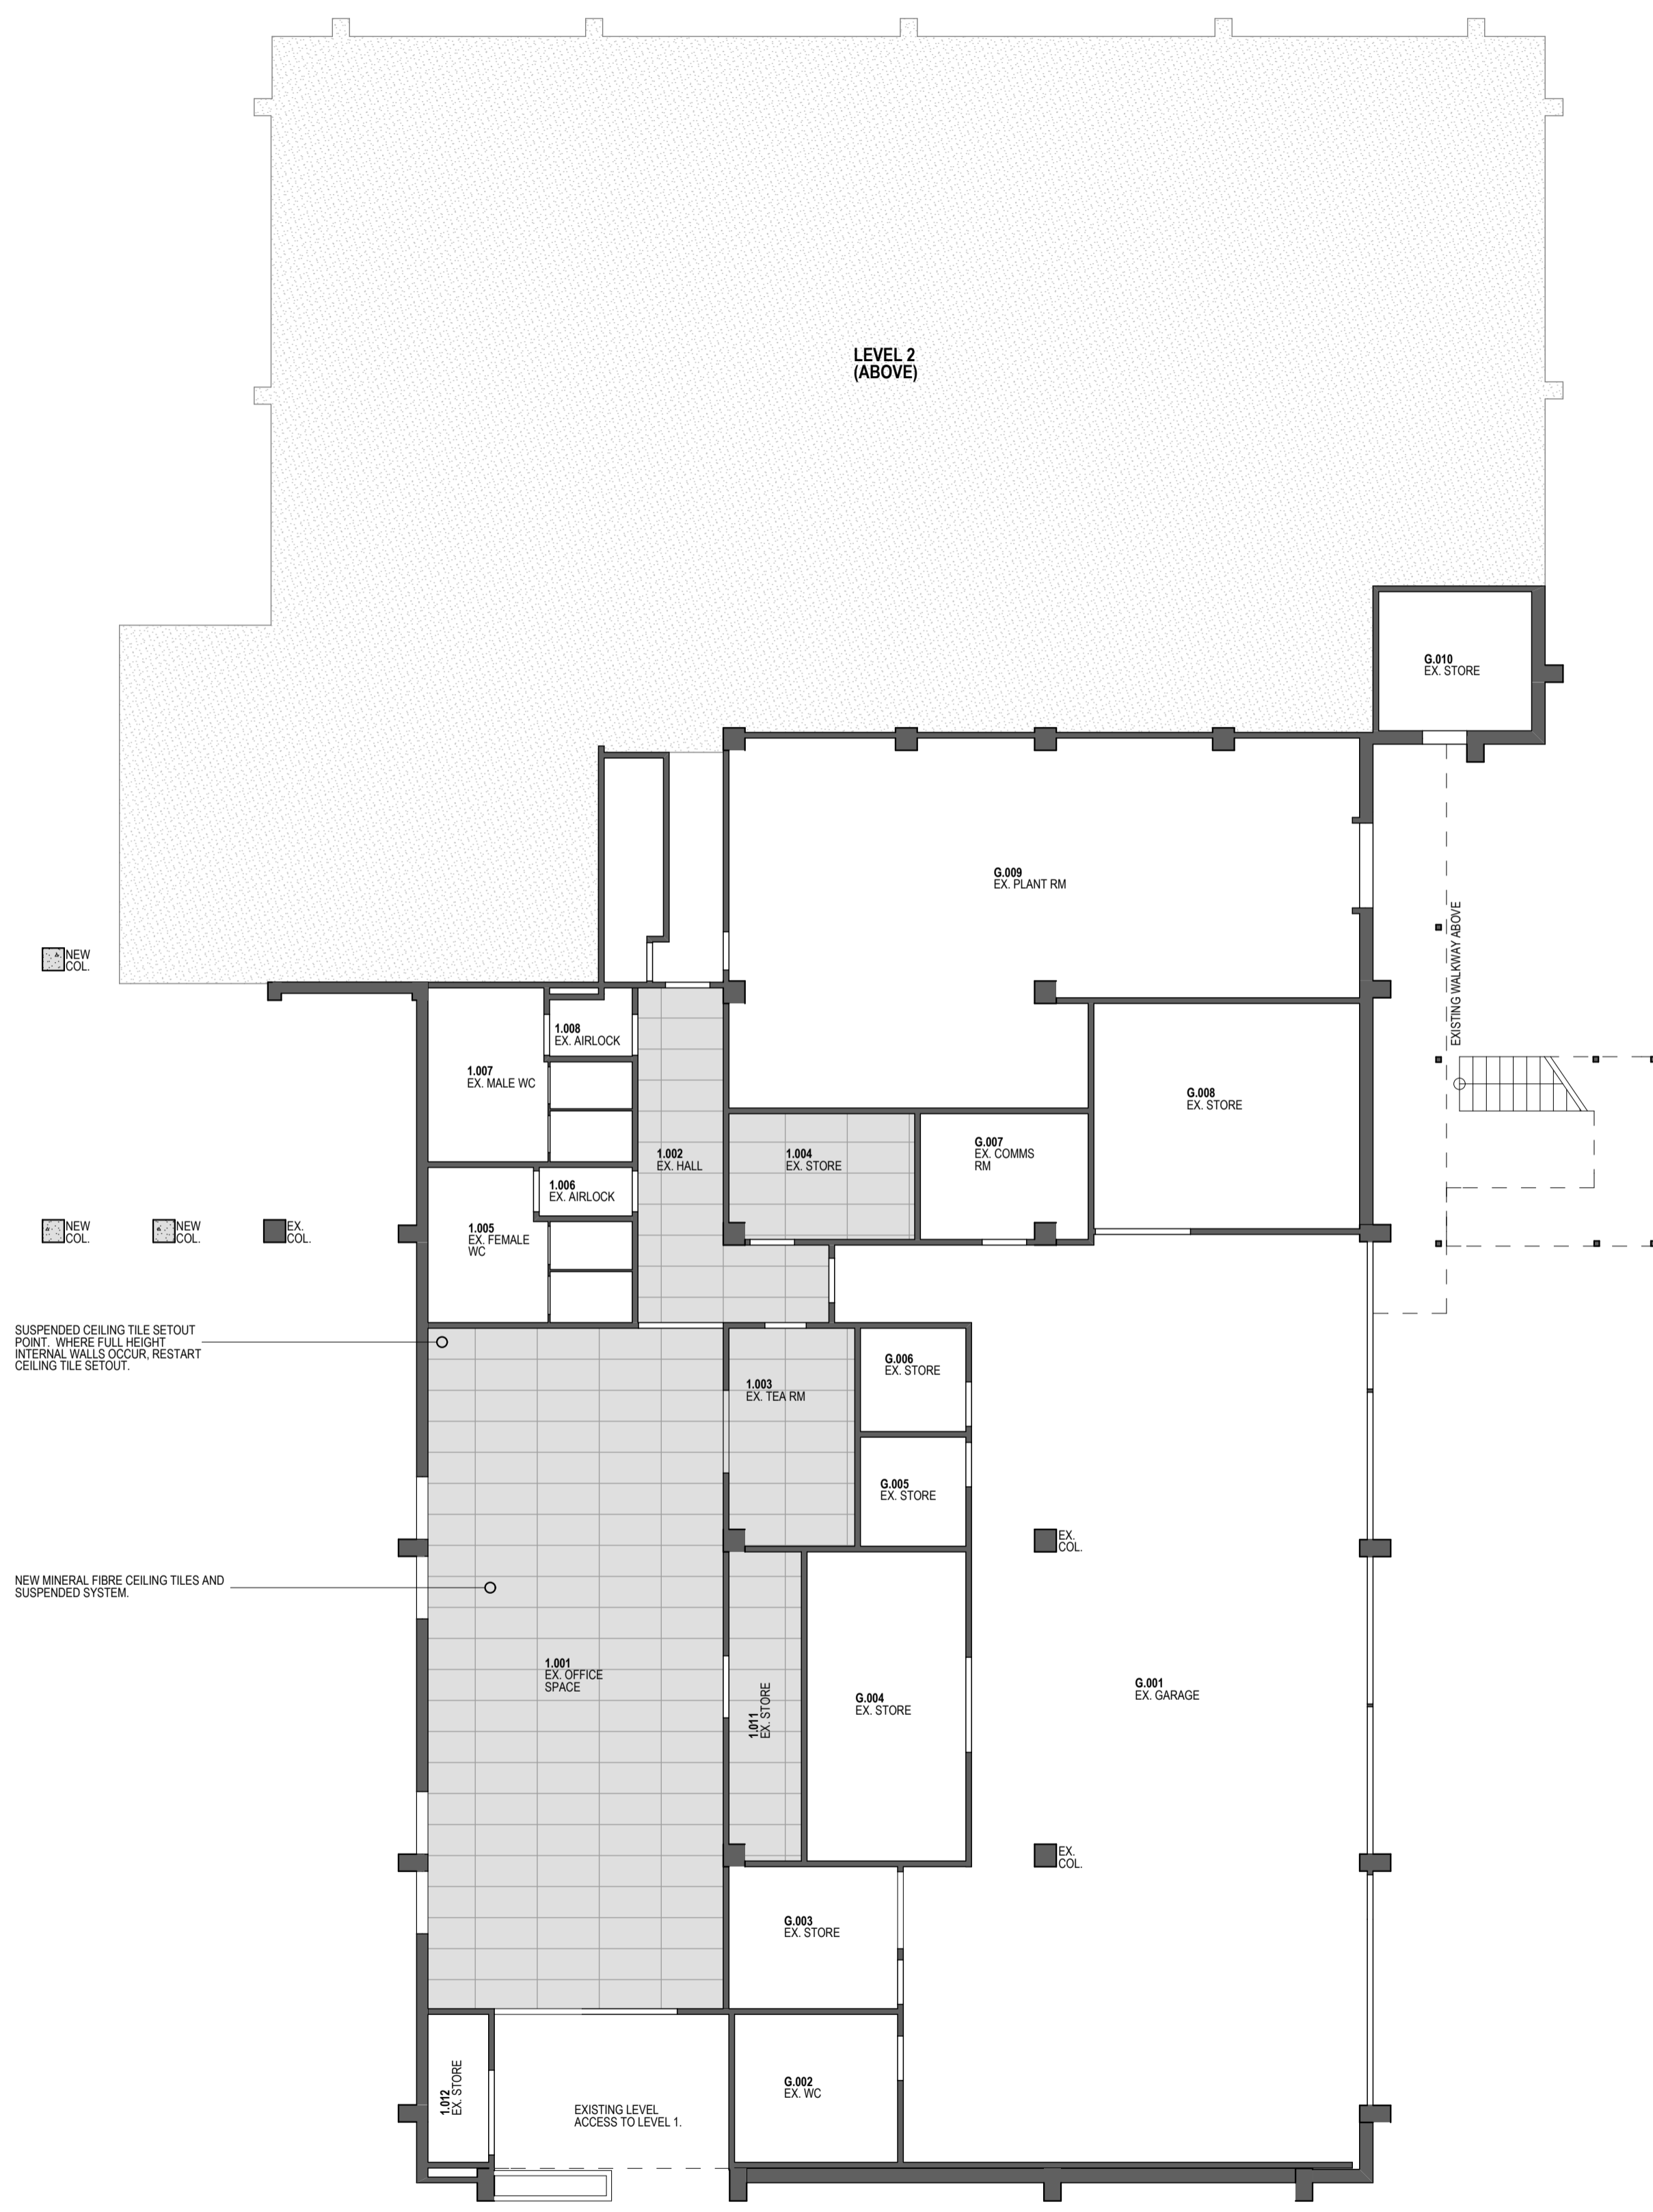 LEVEL 2
(ABOVE)
G.010
EX. STORE
G.009
EX. PLANT RM
EXISTING WALKWAY ABOVE
NEW
COL.
1.008
EX. AIRLOCK
1.007
EX. MALE WC
G.008
EX. STORE
1.002
EX. HALL
1.004
EX. STORE
G.007
EX. COMMS
RM
1.006
EX. AIRLOCK
1.005
EX. FEMALE
WC
NEW
COL.
NEW
COL.
EX.
COL.
SUSPENDED CEILING TILE SETOUT
POINT. WHERE FULL HEIGHT
INTERNAL WALLS OCCUR, RESTART
CEILING TILE SETOUT.
G.006
EX. STORE
1.003
EX. TEA RM
G.005
EX. STORE
EX.
COL.
NEW MINERAL FIBRE CEILING TILES AND
SUSPENDED SYSTEM.
1.001
EX. OFFICE
SPACE
1.011
EX. STORE
G.004
EX. STORE
G.001
EX. GARAGE
EX.
COL.
G.003
EX. STORE
1.012
EX. STORE
G.002
EX. WC
EXISTING LEVEL
ACCESS TO LEVEL 1.